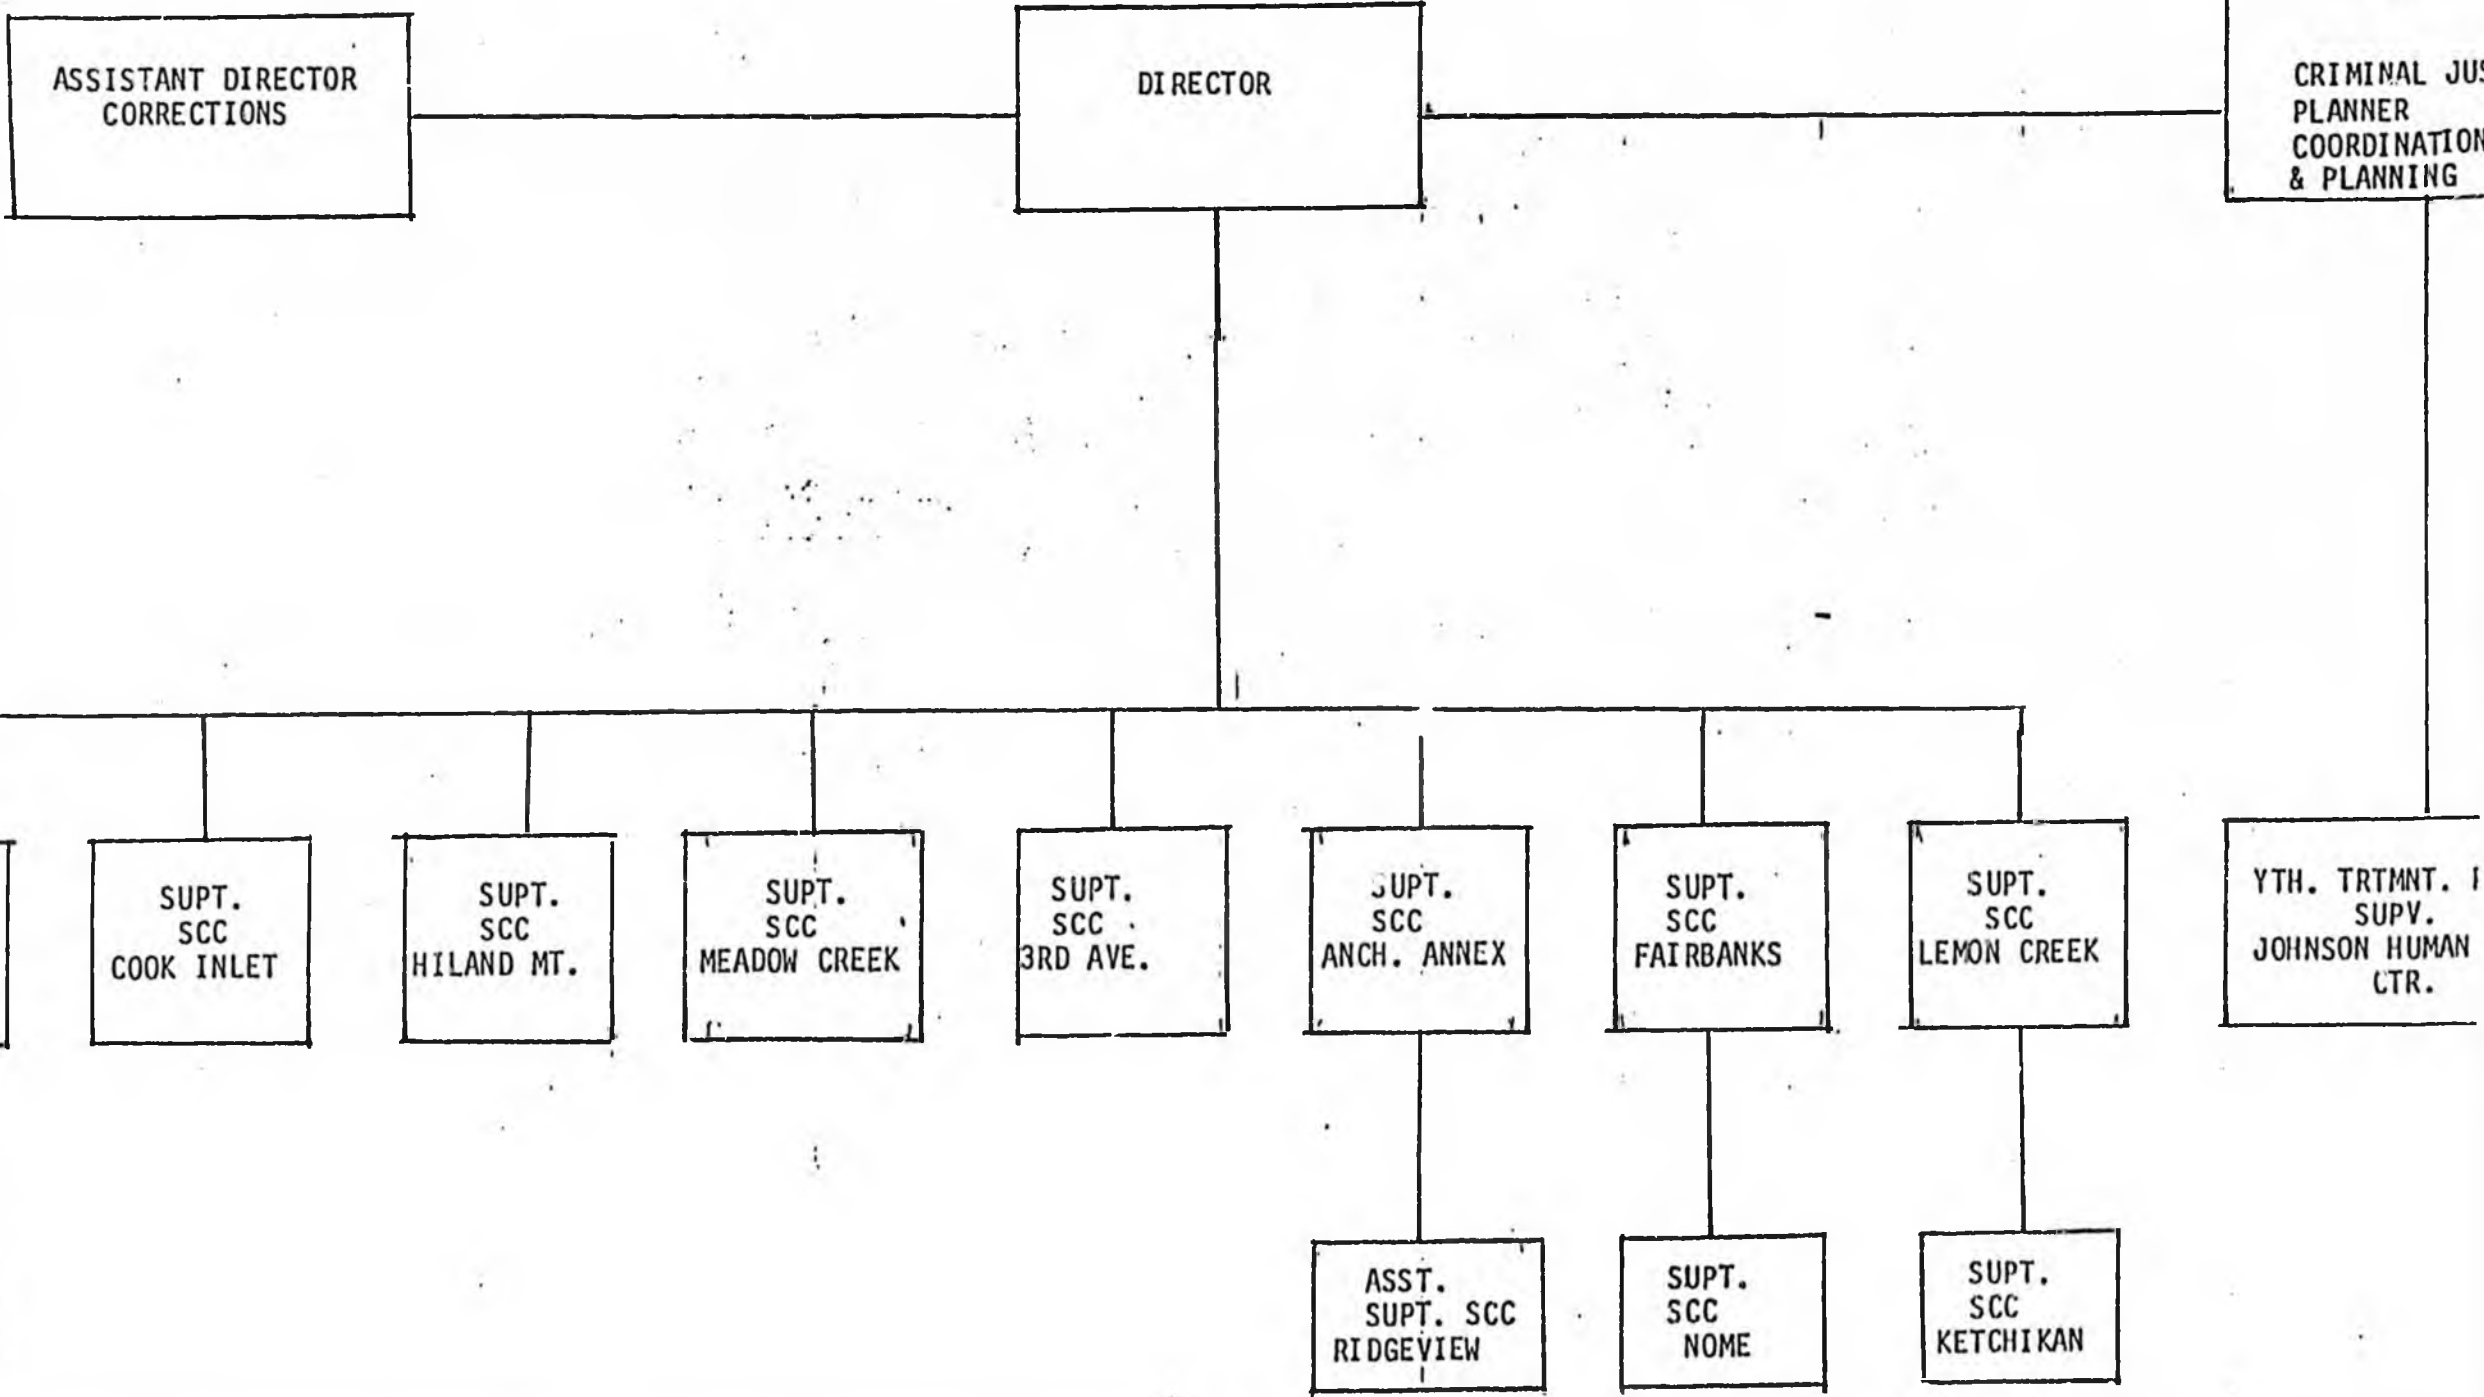 ASSISTANT DIRECTOR
CORRECTIONS
DIRECTOR
CRIMINAL
PLANNER
COORDINATION
& PLANNING
SUPT.
SCC
COOK INLET
SUPT.
SCC
HILAND MT.
SUPT.
SCC
MEADOW CREEK
SUPT.
SCC
3RD AVE.
SUPT.
SCC
ANCH. ANNEX
SUPT.
SCC
FAIRBANKS
SUPT.
SCC
LEMON CREEK
YTH. TRTMNT.
SUPV.
JOHNSON HUMAN
CTR.
ASST.
SUPT. SCC
RIDGEVIEW
SUPT.
SCC
NOME
SUPT.
SCC
KETCHIKAN